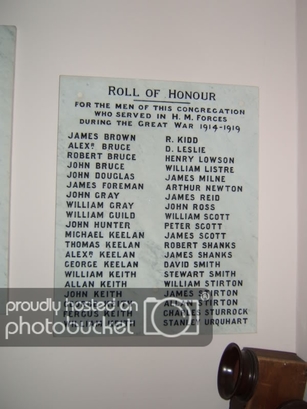 ROLL OF HONOUR
FOR THE MEN OF THIS CONGREGATION
WHO SERVED IN H.M. FORCES
DURING THE GREAT WAR 1914-1919
JAMES BROWN
ALEXR. BRUCE
ROBERT BRUCE
JOHN BRUCE
JOHN DOUGLAS
JAMES FOREMAN
JOHN GRAY
WILLIAM GRAY
WILLIAM GUILD
JOHN HUNTER
MICHAEL KEELAN
THOMAS KEELAN
ALEXR. KEELAN
GEORGE KEELAN
WILLIAM KEITH
ALLAN KEITH
JOHN KEITH
FERGUS KEITH
R. KIDD
D. LESLIE
HENRY LOWSON
WILLIAM LISTRE
JAMES MILNE
ARTHUR NEWTON
JAMES REID
JOHN ROSS
WILLIAM SCOTT
PETER SCOTT
JAMES SCOTT
ROBERT SHANKS
JAMES SHANKS
DAVID SMITH
STEWART SMITH
WILLIAM STIRTON
JAMES STIRTON
ALLAN STIRTON
CHARLES STURROCK
STANLEY URQUHART
proudly hosted on theimages
photobucket